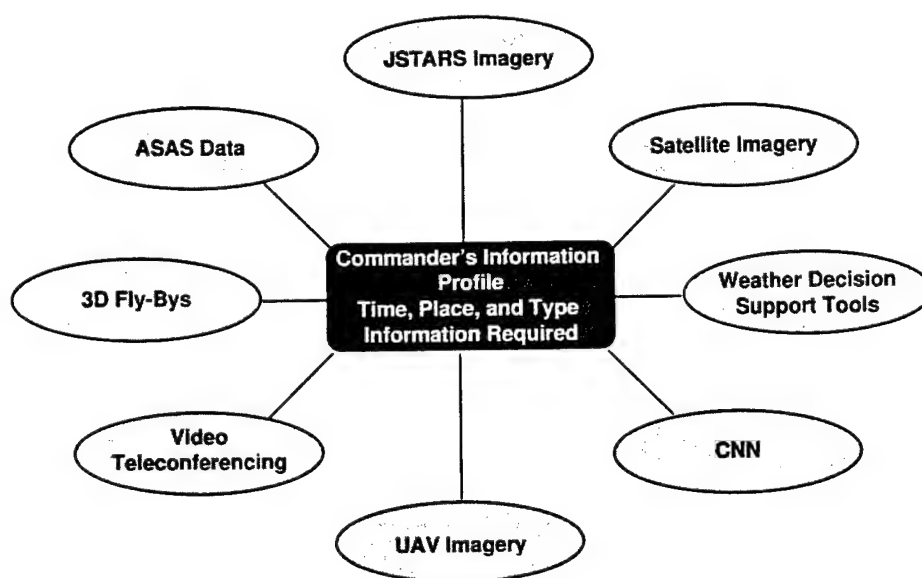 JSTARS Imagery
ASAS Data
Satellite Imagery
Commander's Information
Profile
Time, Place, and Type
Information Required
3D Fly-Bys
Weather Decision
Support Tools
Video
Teleconferencing
CNN
UAV Imagery